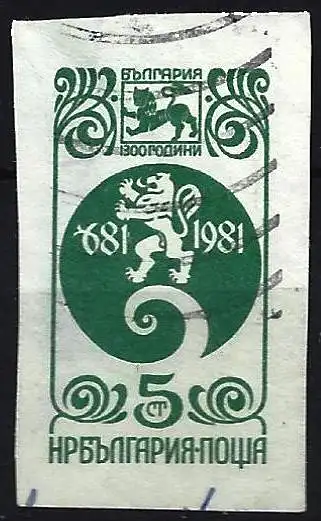 БЪЛГАРИЯ
1300 ГОДИНИ
681 1981
5
СТ
НРБЪЛГАРИЯ·ПОЩА